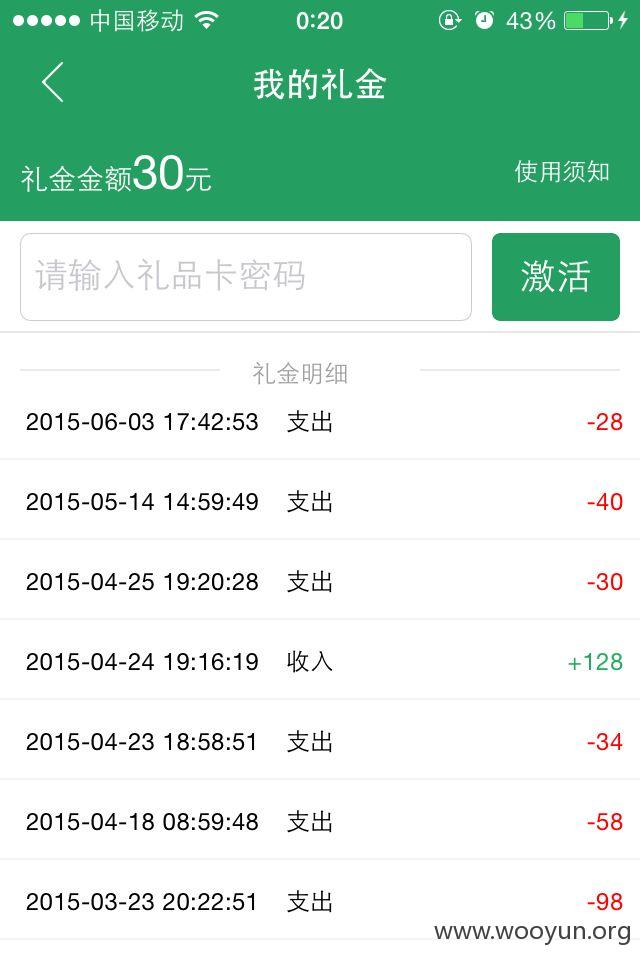 中国移动 0:20 43%
我的礼金
礼金金额30元 使用须知
请输入礼品卡密码 激活
礼金明细
2015-06-03 17:42:53 支出 -28
2015-05-14 14:59:49 支出 -40
2015-04-25 19:20:28 支出 -30
2015-04-24 19:16:19 收入 +128
2015-04-23 18:58:51 支出 -34
2015-04-18 08:59:48 支出 -58
2015-03-23 20:22:51 支出 -98
www.wooyun.org